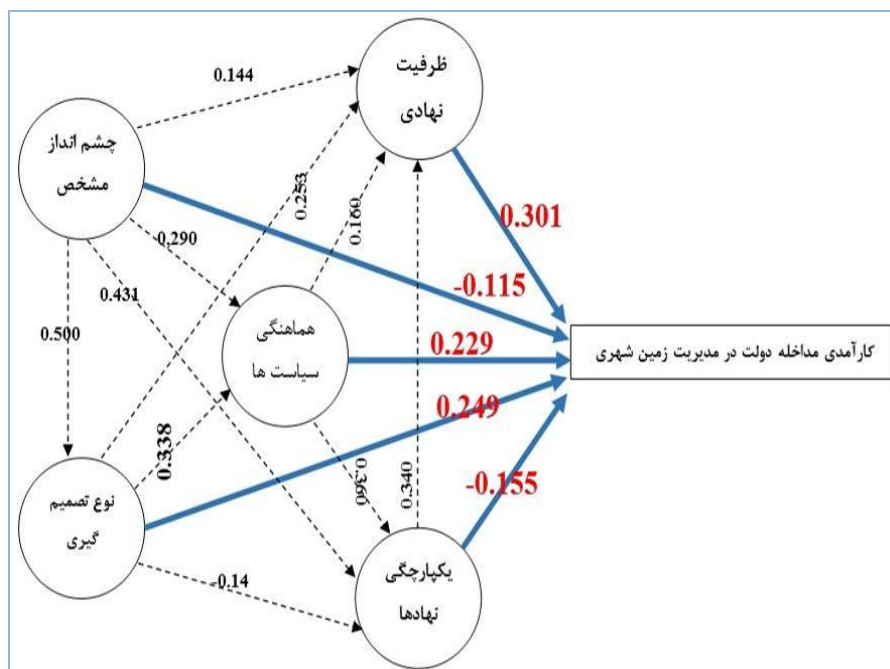 ظرفیت
نهادی
0.144
چشم انداز
مشخص
0.253
0.160
0.301
0.290
-0.115
0.431
0.500
هماهنگی
سیاست ها
0.229
کارآمدی مداخله دولت در مدیریت زمین شهری
0.249
0.338
0.360
0.340
-0.155
نوع تصمیم
گیری
-0.14
یکپارچگی
نهادها